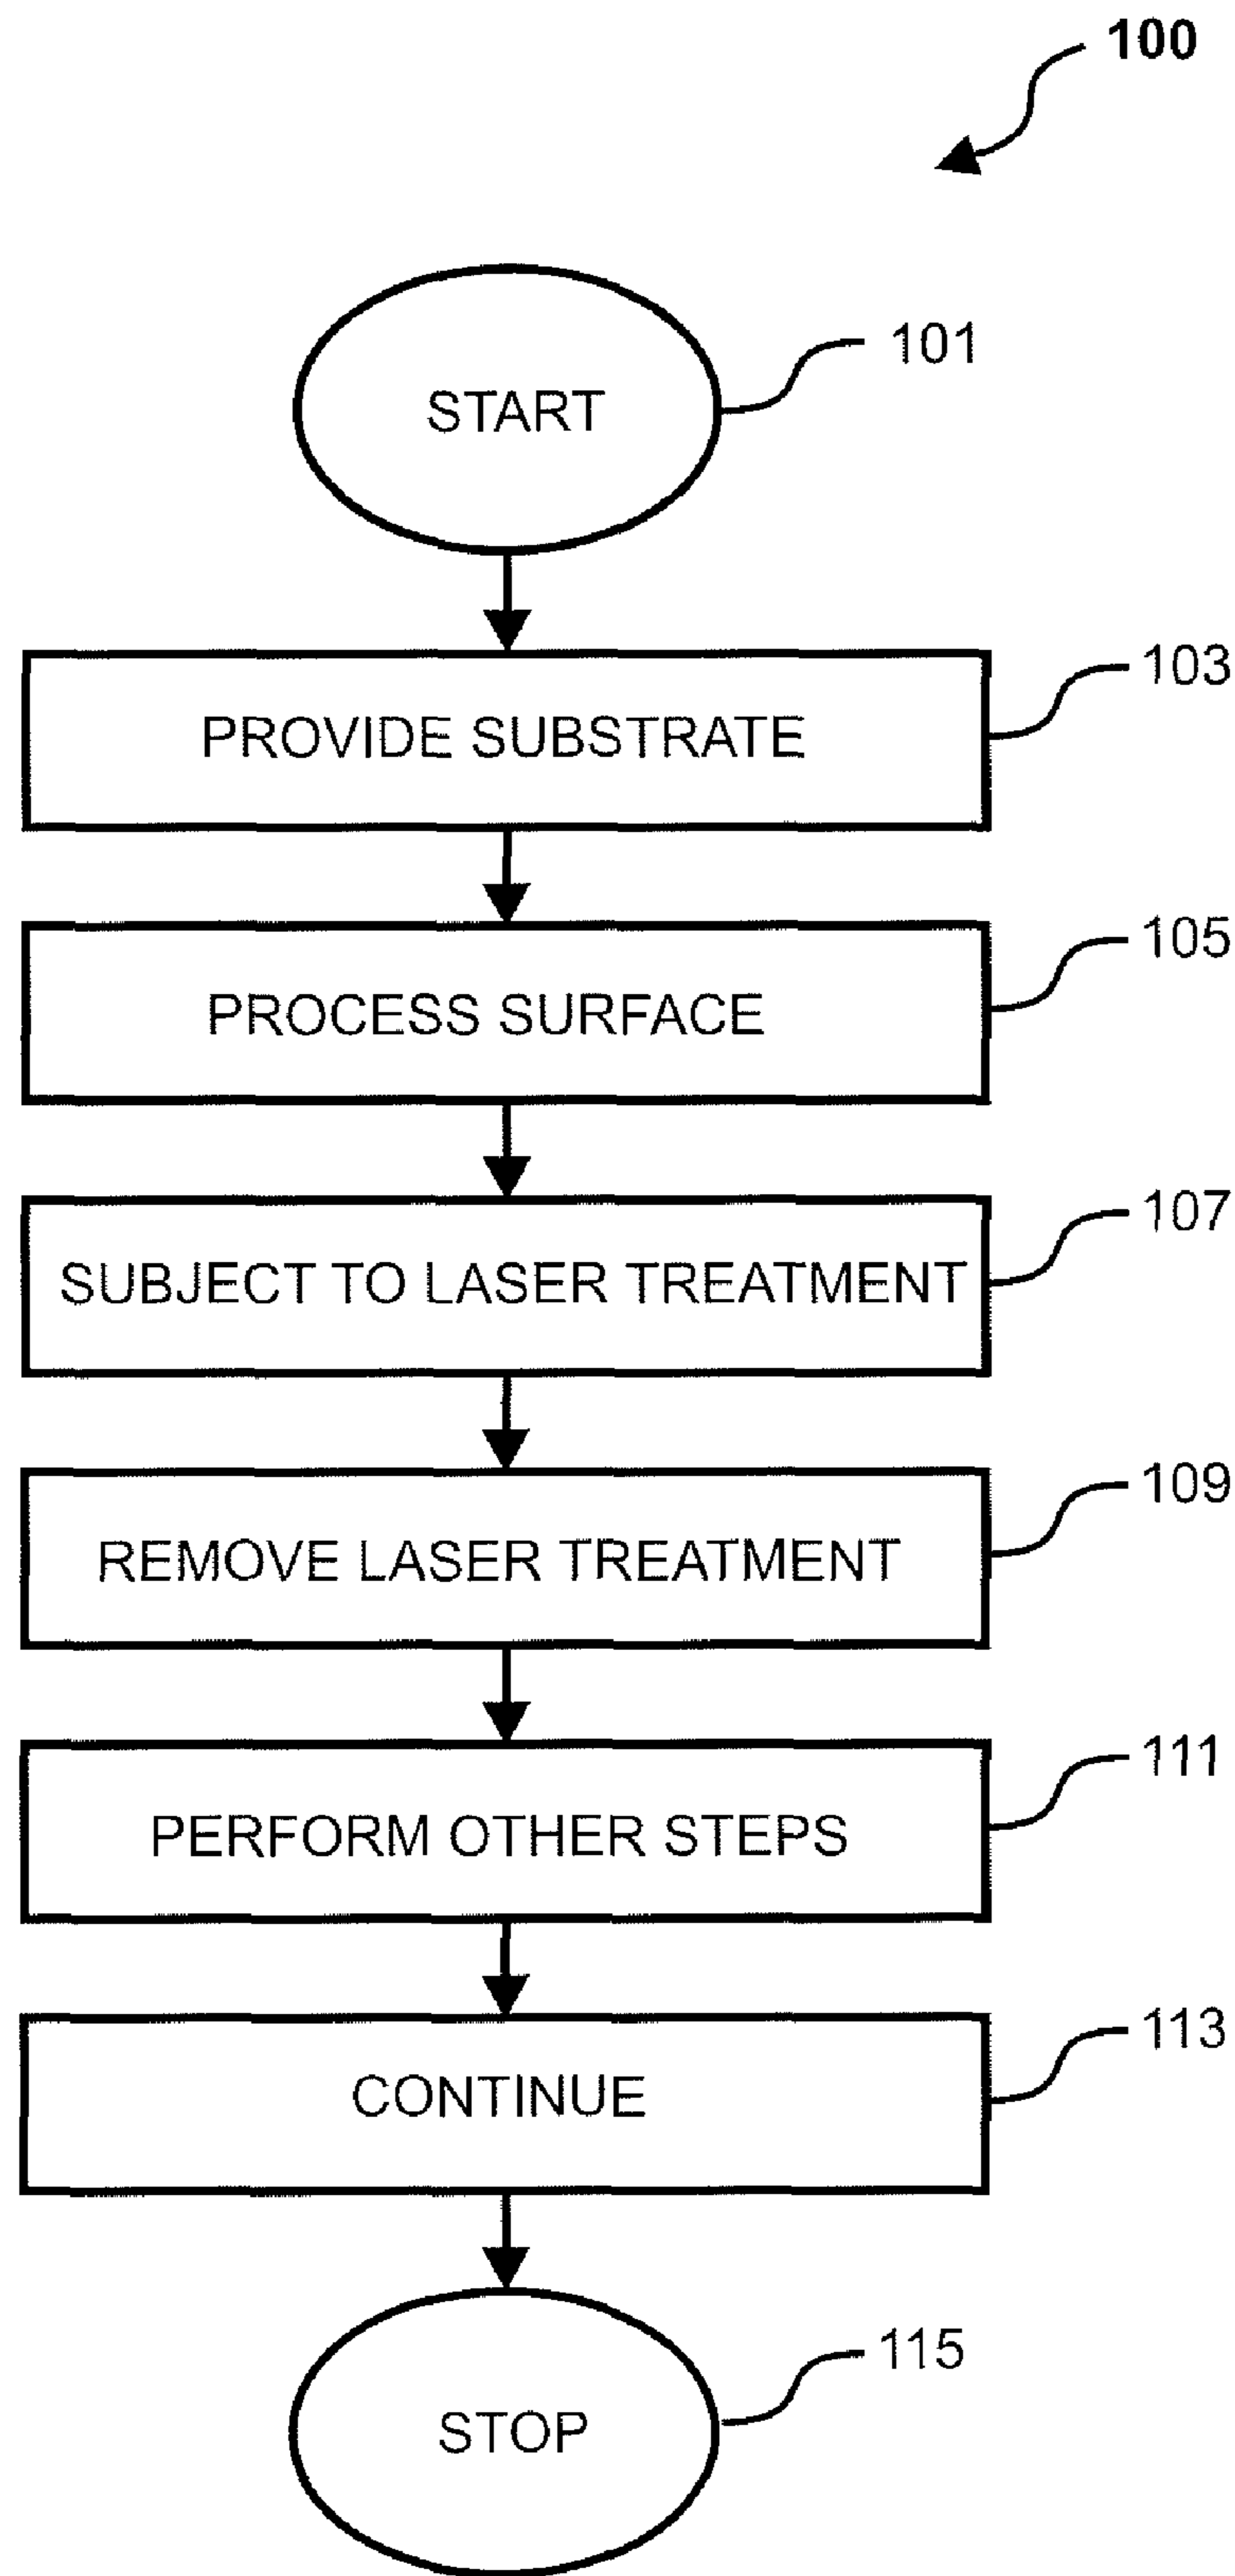 100
START
101
PROVIDE SUBSTRATE
103
PROCESS SURFACE
105
SUBJECT TO LASER TREATMENT
107
REMOVE LASER TREATMENT
109
PERFORM OTHER STEPS
111
CONTINUE
113
STOP
115